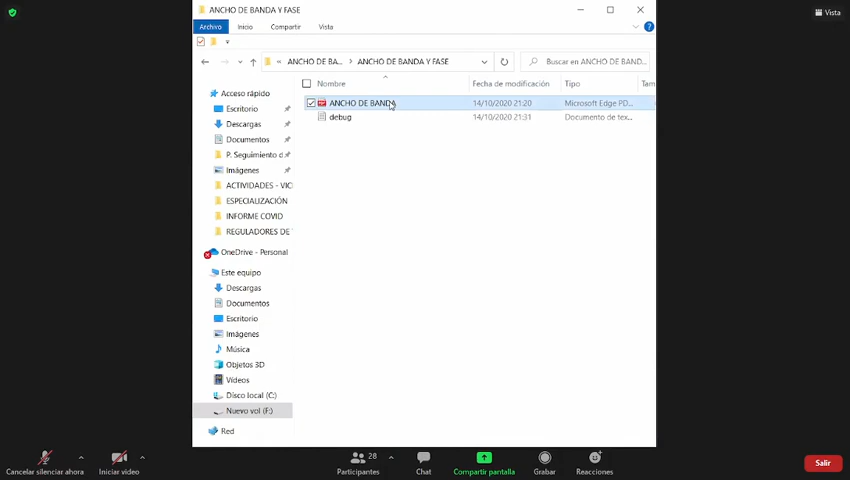 ANCHO DE BANDA Y FASE
Vista
Archivo
Inicio
Compartir
Vista
« ANCHO DE BA... > ANCHO DE BANDA Y FASE
Buscar en ANCHO DE BAND...
Nombre
Fecha de modificación
Tipo
Tam
Acceso rápido
ANCHO DE BANDA
14/10/2020 21:20
Microsoft Edge PD...
Escritorio
debug
14/10/2020 21:31
Documento de tex...
Descargas
Documentos
P. Seguimiento d
Imágenes
ACTIVIDADES - VIC
ESPECIALIZACIÓN
INFORME COVID
REGULADORES DE
OneDrive - Personal
Este equipo
Descargas
Documentos
Escritorio
Imágenes
Música
Objetos 3D
Vídeos
Disco local (C:)
Nuevo vol (F:)
Red
28
Cancelar silenciar ahora
Iniciar video
Participantes
Chat
Compartir pantalla
Grabar
Reacciones
Salir